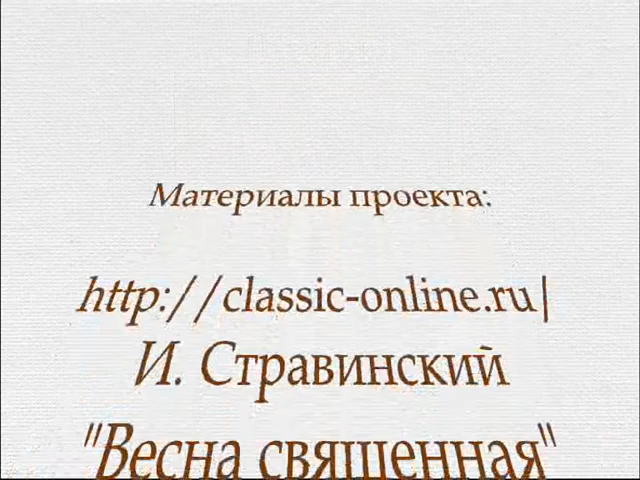 Материалы проекта:
http://classic-online.ru/
И. Стравинский
"Весна священная"